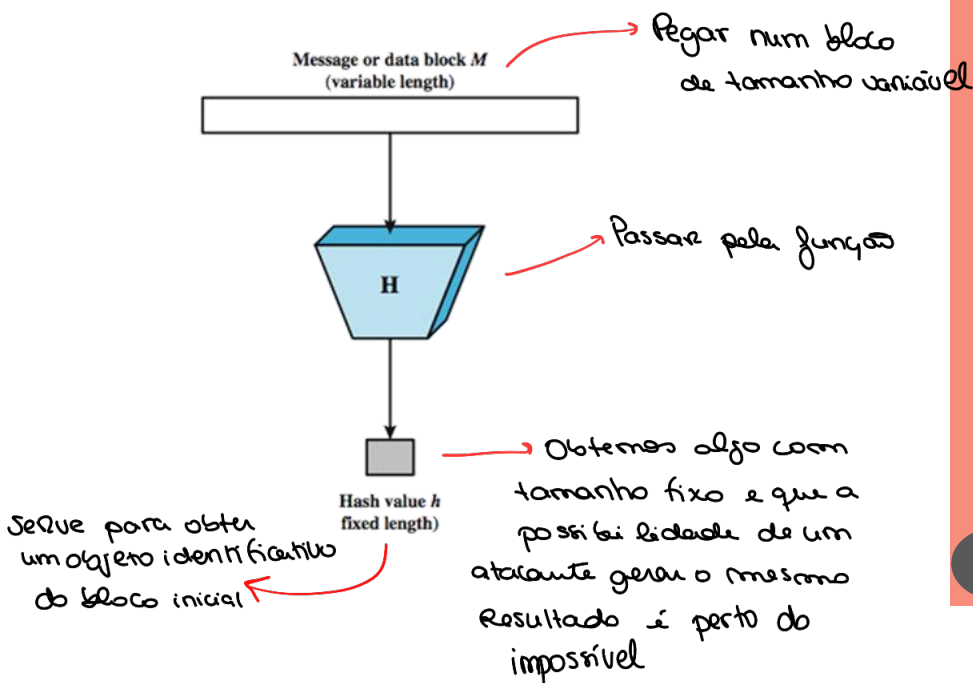 Message or data block M
(variable length)
Pegar num bloco
de tamanho variável
H
Passar pela função
Hash value h
fixed length)
Obtemos algo com
tamanho fixo e que a
possibilidade de um
atacante gerar o mesmo
Resultado é perto do
impossível
Serve para obter
um objeto identificativo
do bloco inicial